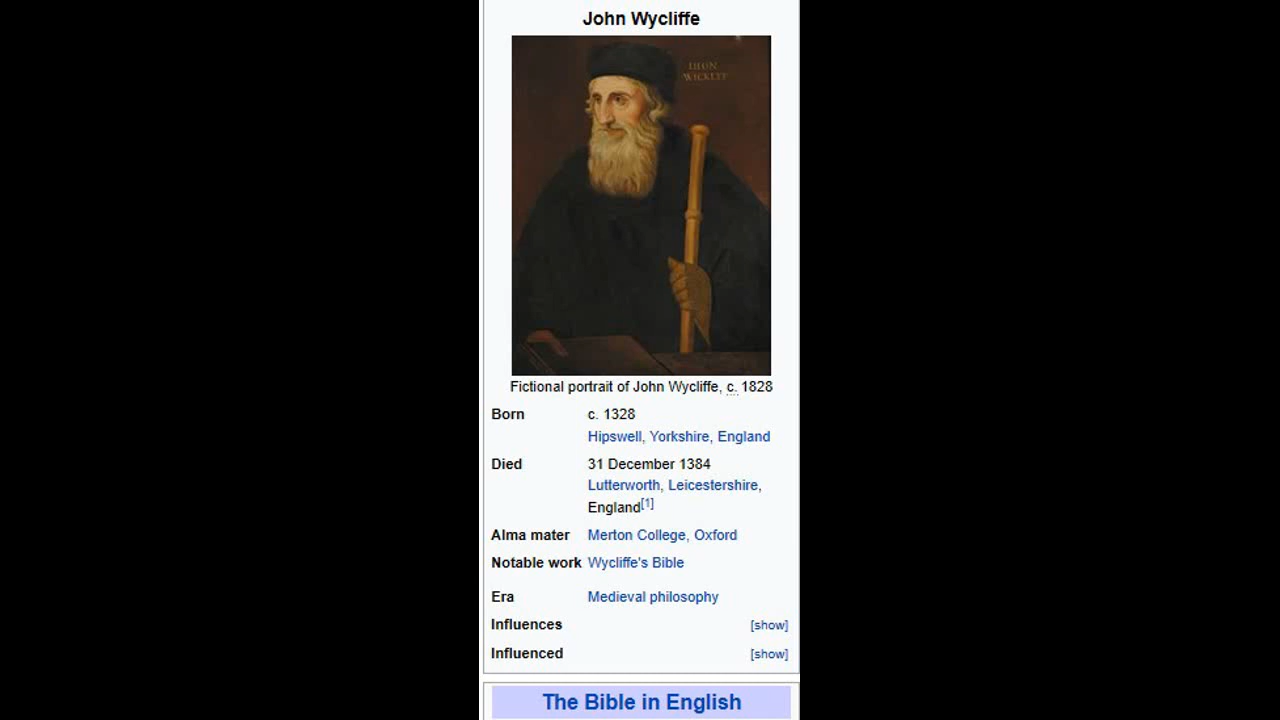 John Wycliffe
IHON
WICKLYF
Fictional portrait of John Wycliffe, c. 1828
Born c. 1328
Hipswell, Yorkshire, England
Died 31 December 1384
Lutterworth, Leicestershire,
England[1]
Alma mater Merton College, Oxford
Notable work Wycliffe's Bible
Era Medieval philosophy
Influences [show]
Influenced [show]
The Bible in English